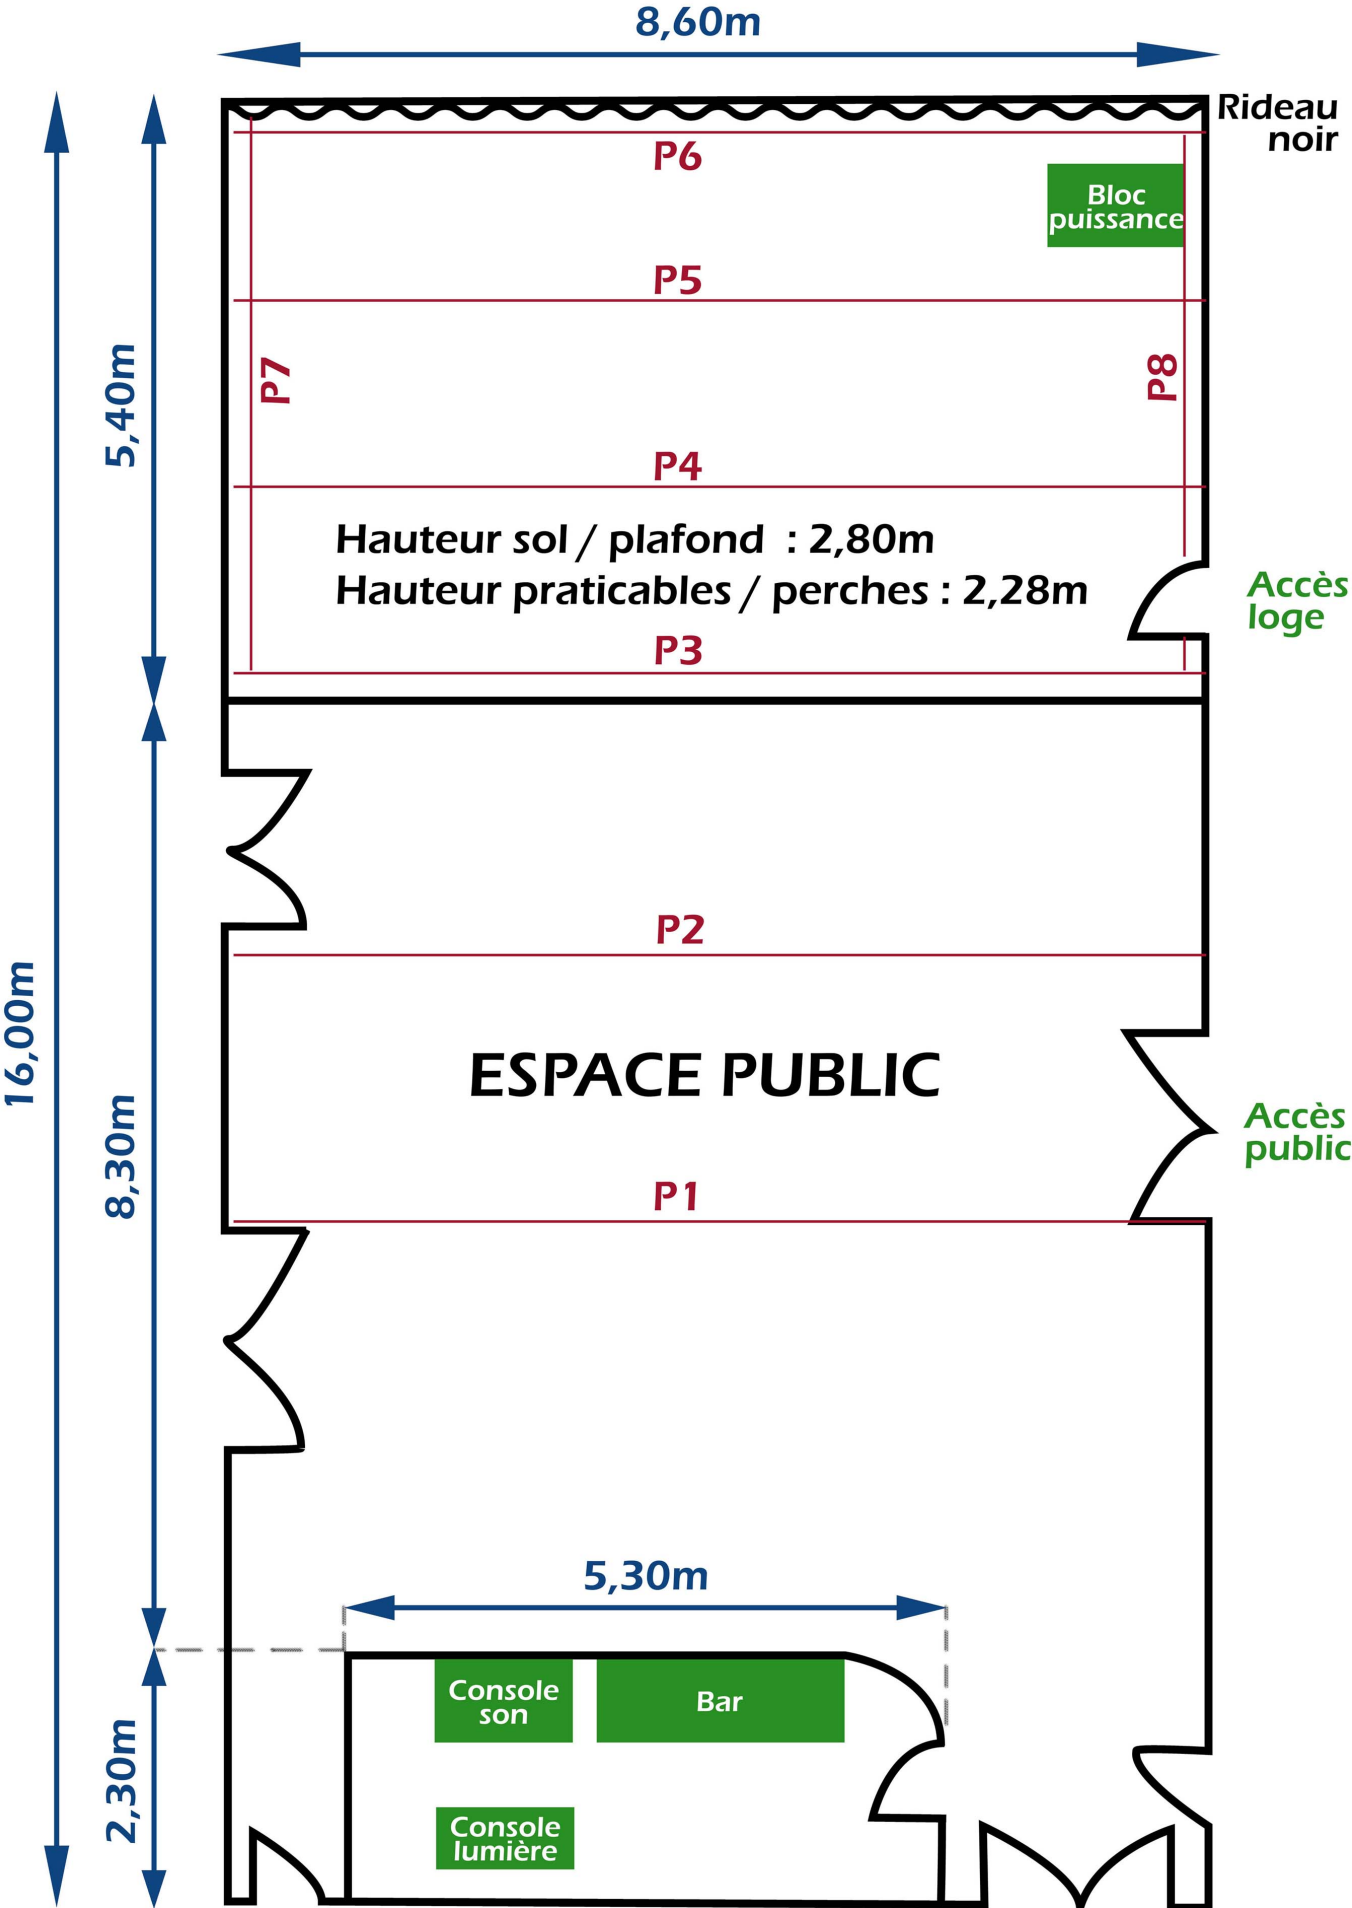 8,60m
Rideau
noir
P6
Bloc
puissance
P5
P7
P8
5,40m
P4
Hauteur sol / plafond : 2,80m
Hauteur praticables / perches : 2,28m
Accès
loge
P3
P2
16,00m
ESPACE PUBLIC
Accès
public
8,30m
P1
5,30m
Console
son
Bar
2,30m
Console
lumière